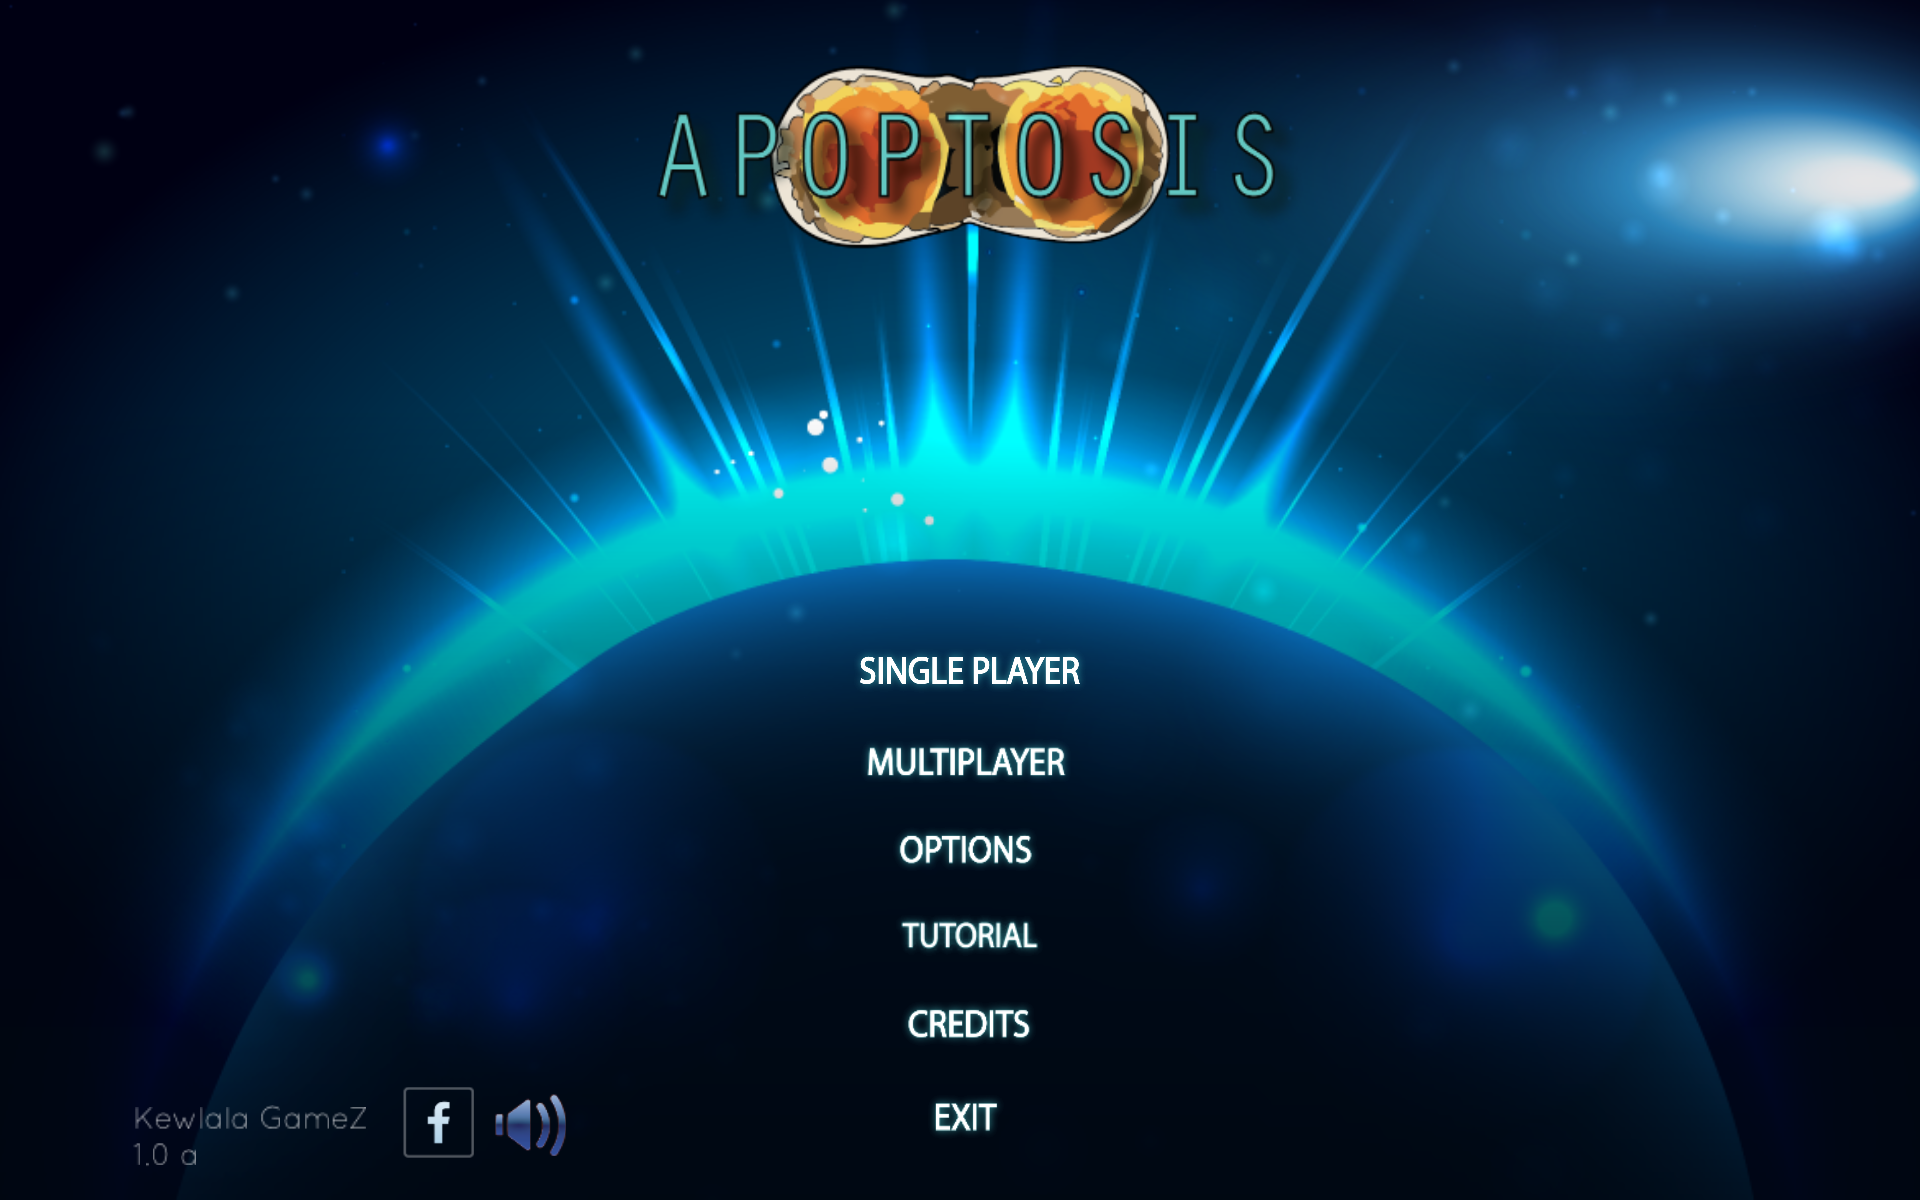 APOPTOSIS
SINGLE PLAYER
MULTIPLAYER
OPTIONS
TUTORIAL
CREDITS
EXIT
Kewlala GameZ
1.0 a
f